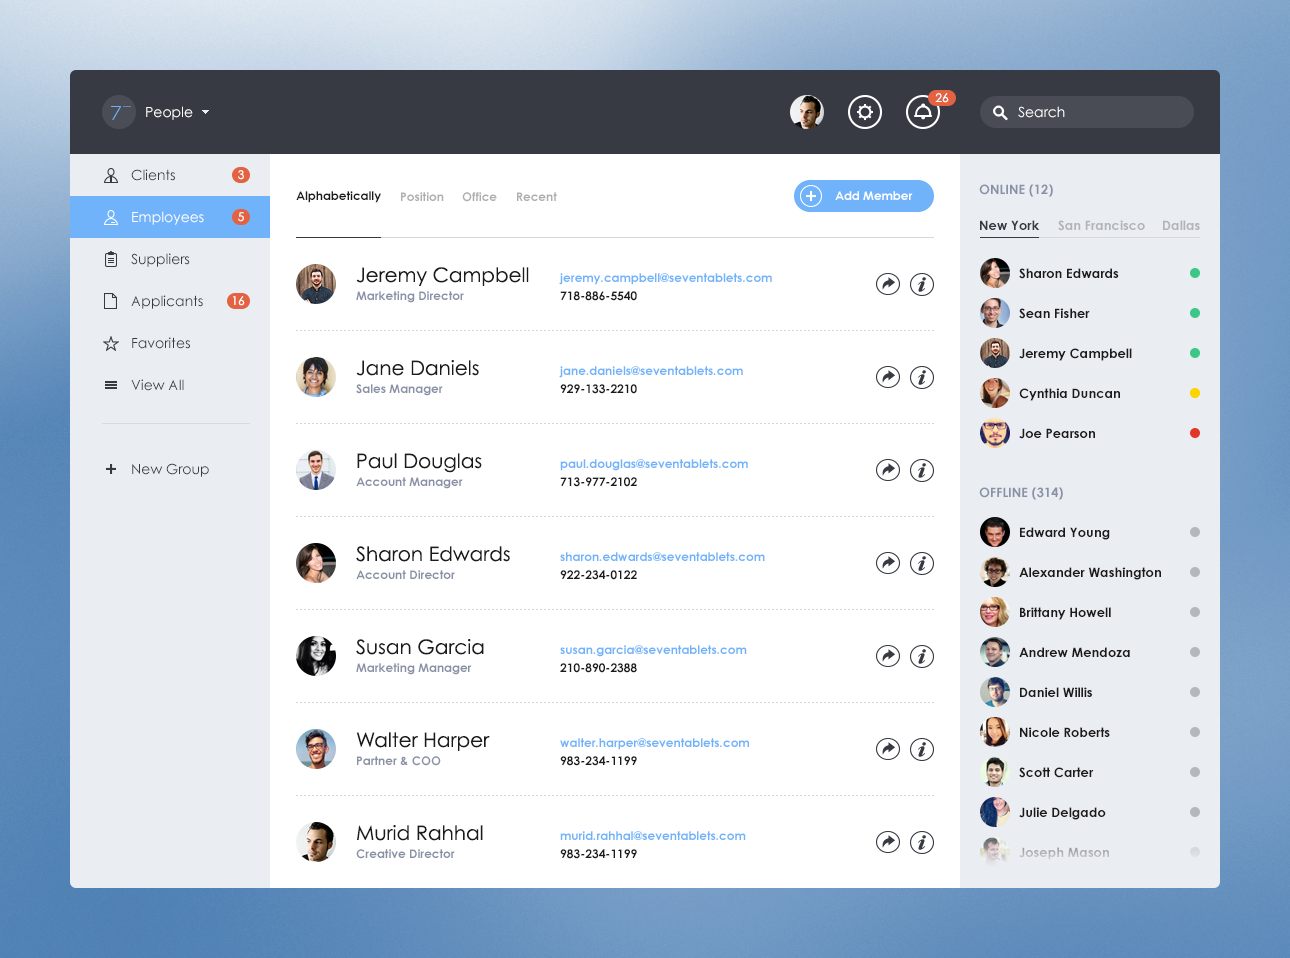 7
People
26
Search
Clients
3
Employees
5
Suppliers
Applicants
16
Favorites
View All
+ New Group
Alphabetically Position Office Recent
+ Add Member
Jeremy Campbell
Marketing Director
jeremy.campbell@seventablets.com
718-886-5540
Jane Daniels
Sales Manager
jane.daniels@seventablets.com
929-133-2210
Paul Douglas
Account Manager
paul.douglas@seventablets.com
713-977-2102
Sharon Edwards
Account Director
sharon.edwards@seventablets.com
922-234-0122
Susan Garcia
Marketing Manager
susan.garcia@seventablets.com
210-890-2388
Walter Harper
Partner & COO
walter.harper@seventablets.com
983-234-1199
Murid Rahhal
Creative Director
murid.rahhal@seventablets.com
983-234-1199
ONLINE (12)
New York San Francisco Dallas
Sharon Edwards
Sean Fisher
Jeremy Campbell
Cynthia Duncan
Joe Pearson
OFFLINE (314)
Edward Young
Alexander Washington
Brittany Howell
Andrew Mendoza
Daniel Willis
Nicole Roberts
Scott Carter
Julie Delgado
Joseph Mason